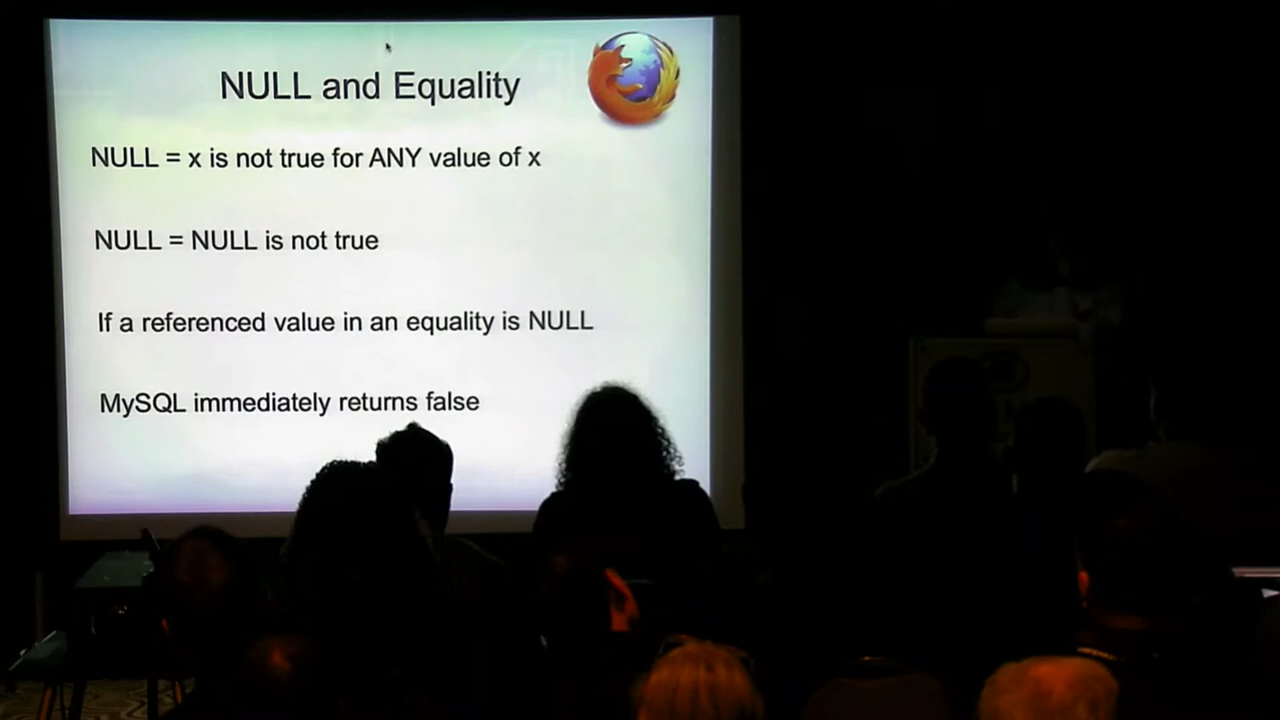 NULL and Equality
NULL = x is not true for ANY value of x
NULL = NULL is not true
If a referenced value in an equality is NULL
MySQL immediately returns false